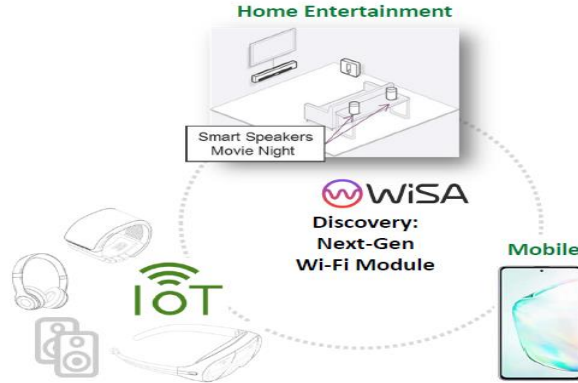 Home Entertainment
Smart Speakers
Movie Night
WiSA
Discovery:
Next-Gen
Wi-Fi Module
Mobile
IoT